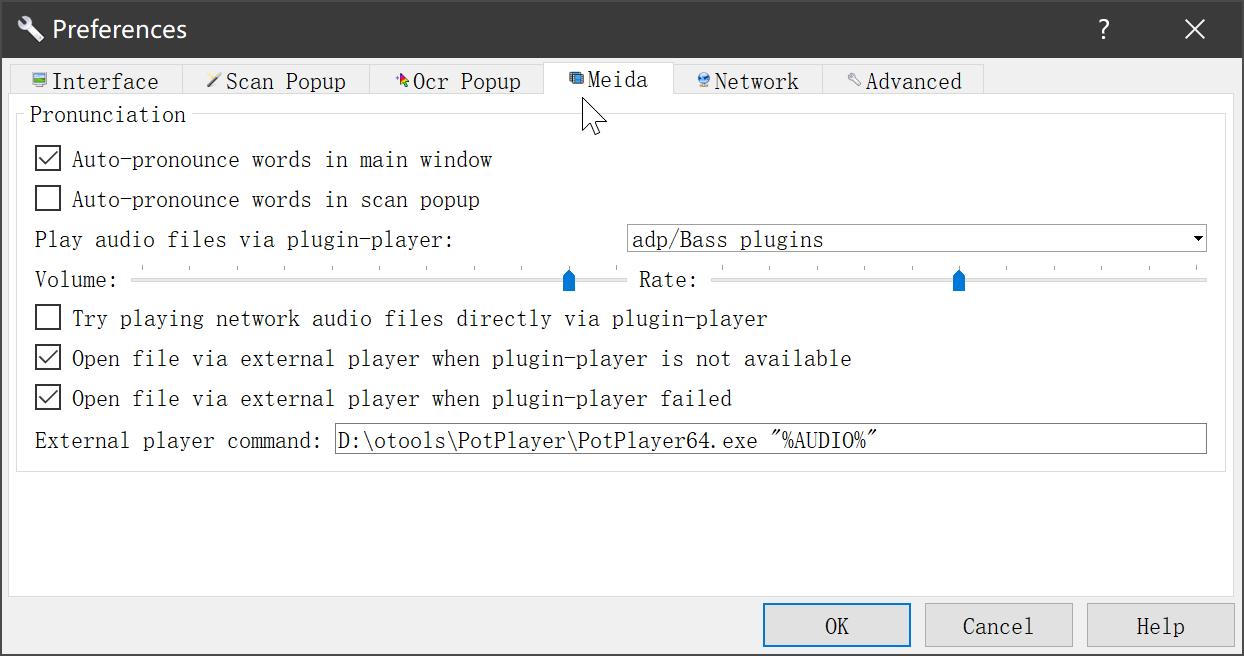 Preferences ?
Interface Scan Popup Ocr Popup Meida Network Advanced
Pronunciation
Auto-pronounce words in main window
Auto-pronounce words in scan popup
Play audio files via plugin-player: adp/Bass plugins
Volume: Rate:
Try playing network audio files directly via plugin-player
Open file via external player when plugin-player is not available
Open file via external player when plugin-player failed
External player command: D:\otools\PotPlayer\PotPlayer64.exe "%AUDIO%"
OK Cancel Help